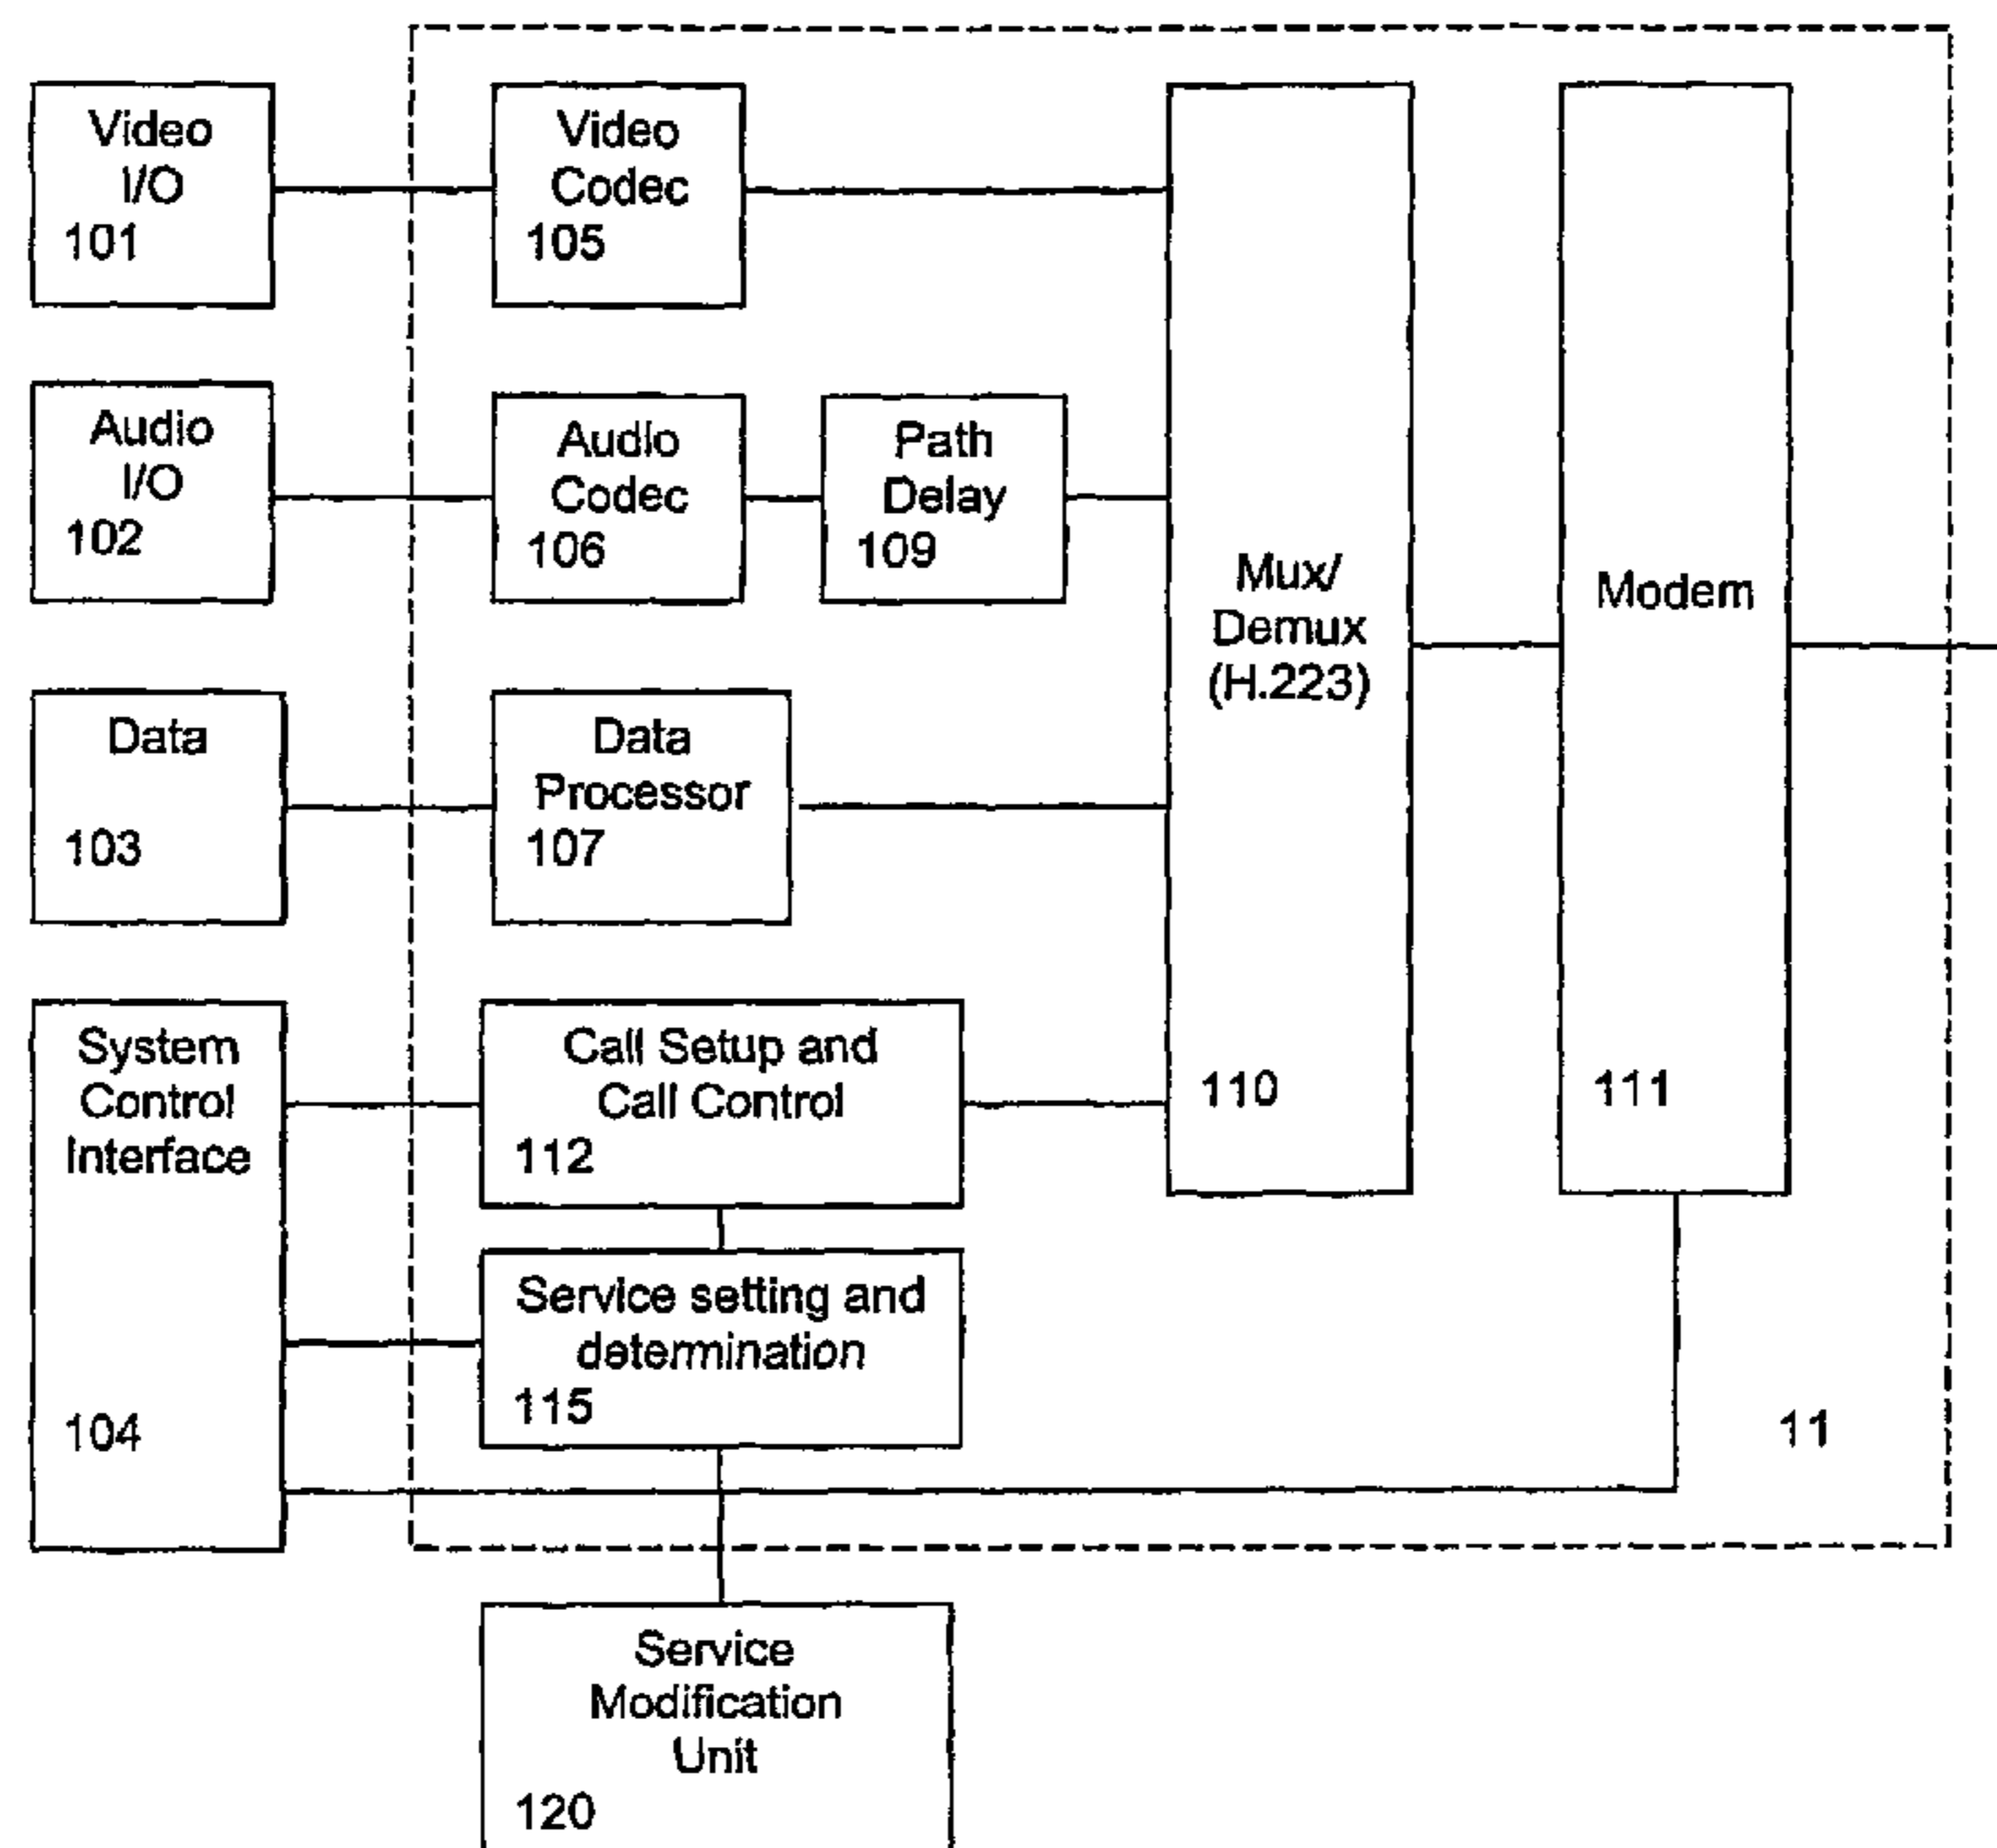 Video
I/O
101
Video
Codec
105
Audio
I/O
102
Audio
Codec
106
Path
Delay
109
Data
103
Data
Processor
107
Mux/
Demux
(H.223)
110
Modem
111
System
Control
Interface
104
Call Setup and
Call Control
112
Service setting and
determination
115
11
Service
Modification
Unit
120